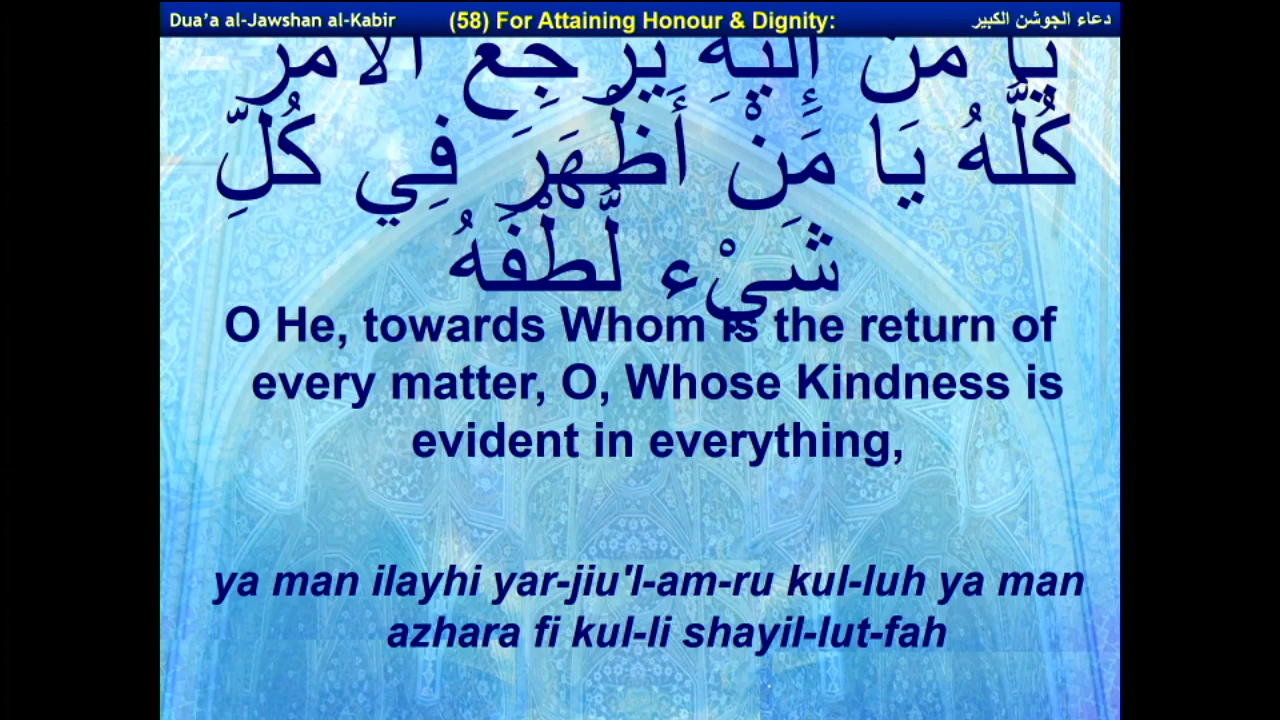 Dua’a al-Jawshan al-Kabir (58) For Attaining Honour & Dignity: دعاء الجوشن الكبير
يَا مَنْ إِلَيْهِ يَرْجِعُ الْأَمْرُ
كُلُّهُ يَا مَنْ أَظْهَرَ فِي كُلِّ
شَيْءٍ لُّطْفَهُ
O He, towards Whom is the return of
every matter, O, Whose Kindness is
evident in everything,
ya man ilayhi yar-jiu'l-am-ru kul-luh ya man
azhara fi kul-li shayil-lut-fah